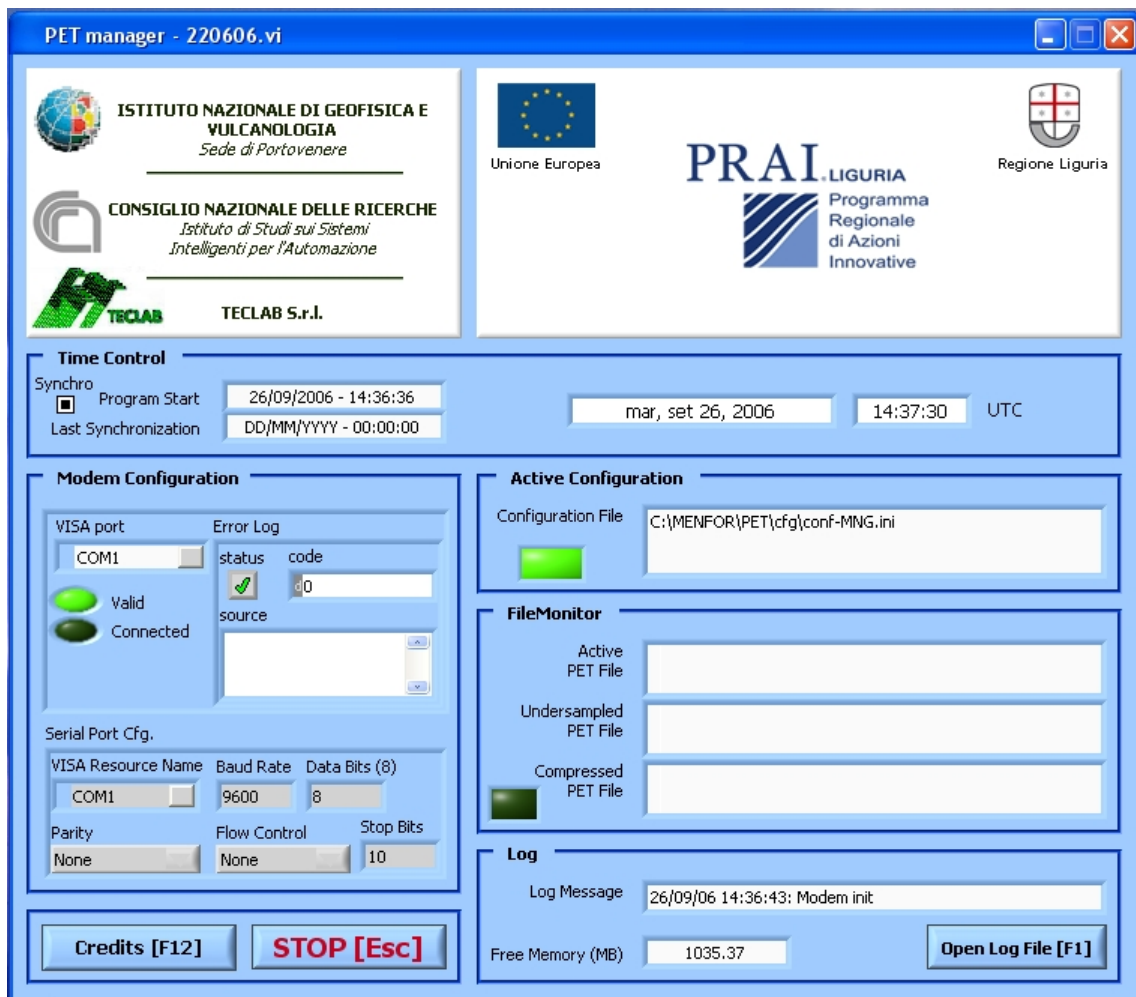 PET manager - 220606.vi
ISTITUTO NAZIONALE DI GEOFISICA E
VULCANOLOGIA
Sede di Portovenere
CONSIGLIO NAZIONALE DELLE RICERCHE
Istituto di Studi sui Sistemi
Intelligenti per l'Automazione
TECLAB
TECLAB S.r.l.
Unione Europea
PRAI LIGURIA
Programma
Regionale
di Azioni
Innovative
Regione Liguria
Time Control
Synchro
Program Start
26/09/2006 - 14:36:36
Last Synchronization
DD/MM/YYYY - 00:00:00
mar, set 26, 2006
14:37:30
UTC
Modem Configuration
VISA port
COM1
Valid
Connected
Error Log
status
code
d0
source
Serial Port Cfg.
VISA Resource Name
Baud Rate
Data Bits (8)
COM1
9600
8
Parity
Flow Control
Stop Bits
None
None
10
Credits [F12]
STOP [Esc]
Active Configuration
Configuration File
C:\MENFOR\PET\cfg\conf-MNG.ini
FileMonitor
Active
PET File
Undersampled
PET File
Compressed
PET File
Log
Log Message
26/09/06 14:36:43: Modem init
Free Memory (MB)
1035.37
Open Log File [F1]